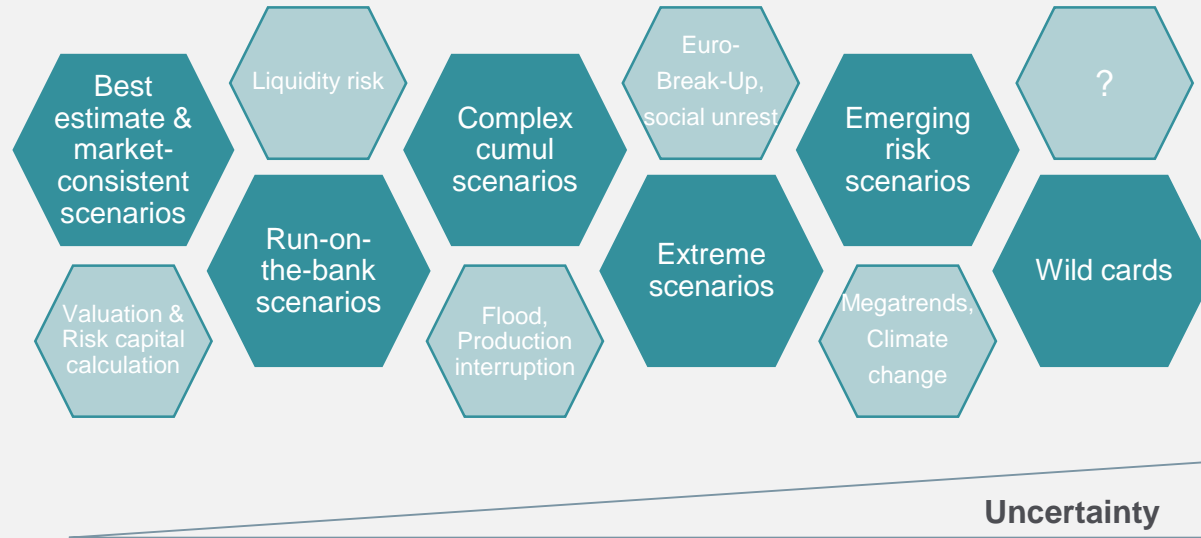 Best
estimate &
market-
consistent
scenarios
Valuation &
Risk capital
calculation
Liquidity risk
Run-on-
the-bank
scenarios
Complex
cumul
scenarios
Flood,
Production
interruption
Euro-
Break-Up,
social unrest
Extreme
scenarios
Emerging
risk
scenarios
Megatrends,
Climate
change
?
Wild cards
Uncertainty